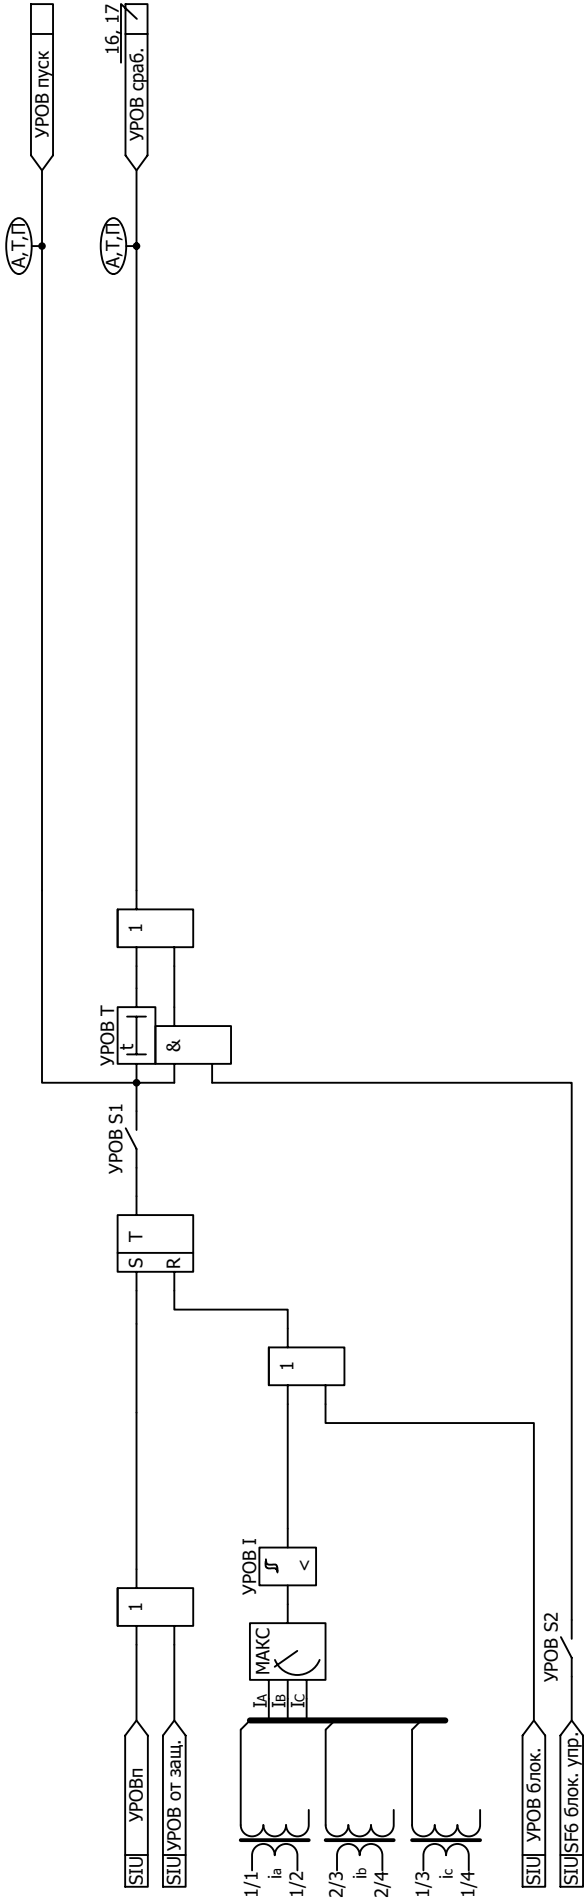 УРОВ пуск
16, 17
УРОВ сраб.
А,Т,П
А,Т,П
1
УРОВ T
t
&
УРОВ S1
S
T
R
1
УРОВ I
<
1
МАКС
УРОВ S2
IA
IB
IC
SIU УРОВп
SIU УРОВ от защ.
1/1
ia
1/2
2/3
ib
2/4
1/3
ic
1/4
SIU УРОВ блок.
SIU SF6 блок. упр.